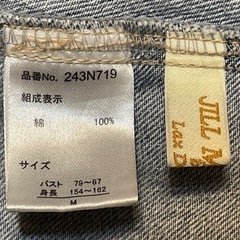 品番No. 243N719
組成表示
綿 100%
サイズ
バスト 79~87
身長 154~162
M
JILL
Lax D